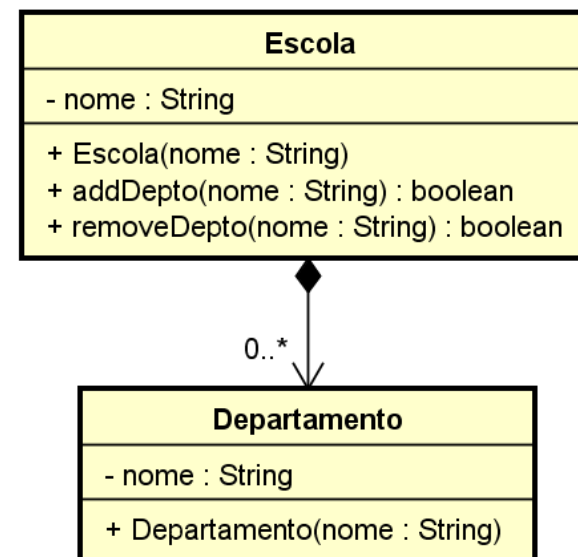 Escola
- nome : String
+ Escola(nome : String)
+ addDepto(nome : String) : boolean
+ removeDepto(nome : String) : boolean
0..*
Departamento
- nome : String
+ Departamento(nome : String)